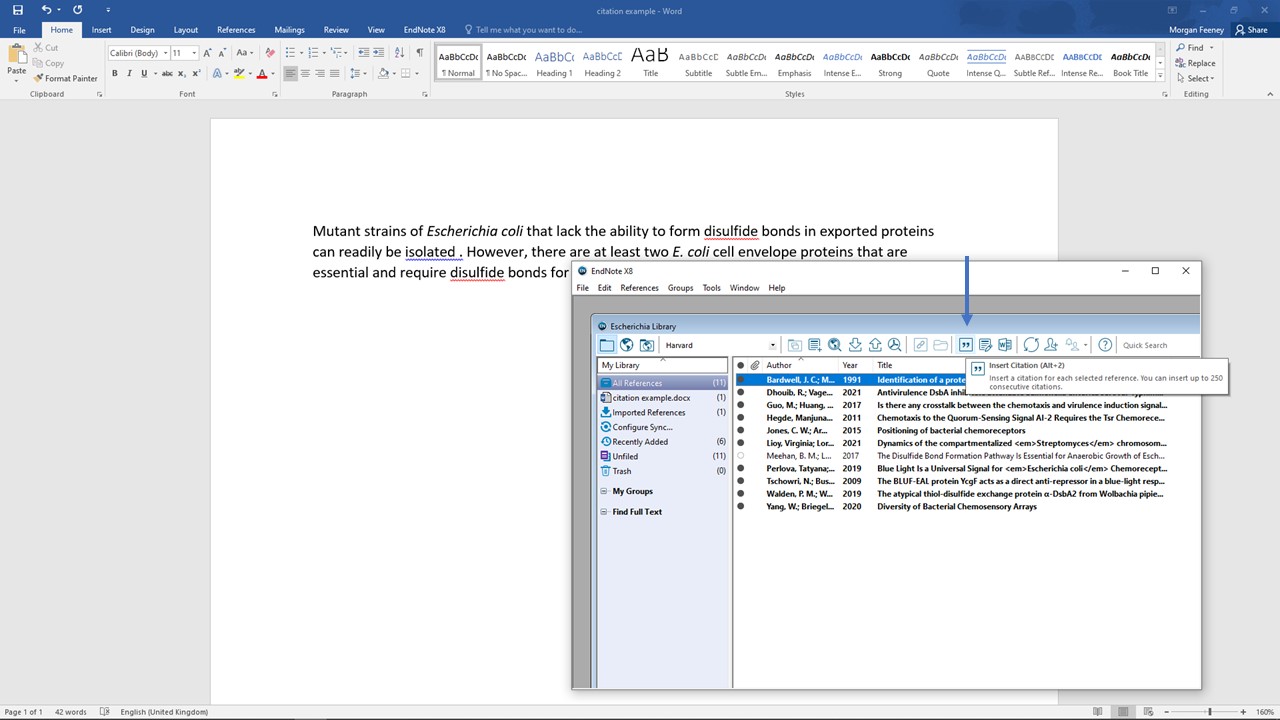 citation example - Word
File Home Insert Design Layout References Mailings Review View EndNote X8 Tell me what you want to do... Morgan Feeney Share
Paste
Cut
Copy
Format Painter
Calibri (Body) 11 A A Aa
B I U abc X₂ X² A ab A
AaBbCcDc AaBbCcDc AaBbCc AaBbCcD AaB AaBbCcD AaBbCcDc AaBbCcDc AaBbCcDc AaBbCcDc AaBbCcDc AaBbCcDc AaBbCcDc AaBbCcDc AaBbCcDc
¶ Normal ¶ No Spac... Heading 1 Heading 2 Title Subtitle Subtle Em... Emphasis Intense E... Strong Quote Intense Q... Subtle Ref... Intense Re... Book Title
Find
Replace
Select
Clipboard Font Paragraph Styles Editing
Mutant strains of Escherichia coli that lack the ability to form disulfide bonds in exported proteins
can readily be isolated . However, there are at least two E. coli cell envelope proteins that are
essential and require disulfide bonds for
EndNote X8
File Edit References Groups Tools Window Help
Escherichia Library
Harvard Quick Search
My Library
All References (11)
citation example.docx (1)
Imported References (1)
Configure Sync...
Recently Added (6)
Unfiled (11)
Trash (1)
My Groups
Find Full Text
Author Year Title
Bardwell, J. C.; M... 1991 Identification of a prote
Dhouib, R.; Vage... 2021 Antivirulence DsbA
Guo, M.; Huang, ... 2017 Is there any crosstalk between the chemotaxis and virulence induction signal...
Hegde, Manjuna... 2011 Chemotaxis to the Quorum-Sensing Signal AI-2 Requires the Tsr Chemorece...
Jones, C. W.; Ar... 2015 Positioning of bacterial chemoreceptors
Lioy, Virginia; Lor... 2021 Dynamics of the compartmentalized <em>Streptomyces</em> chromosom...
Meehan, B. M.; L... 2017 The Disulfide Bond Formation Pathway Is Essential for Anaerobic Growth of Esch...
Perlova, Tatyana;... 2019 Blue Light Is a Universal Signal for <em>Escherichia coli</em> Chemorecept...
Tschowri, N.; Bus... 2009 The BLUF-EAL protein YcgF acts as a direct anti-repressor in a blue-light resp...
Walden, P. M.; W... 2019 The atypical thiol-disulfide exchange protein α-DsbA2 from Wolbachia pipie...
Yang, W.; Briegel... 2020 Diversity of Bacterial Chemosensory Arrays
Insert Citation (Alt+2)
Insert a citation for each selected reference. You can insert up to 250
consecutive citations.
Page 1 of 1 42 words English (United Kingdom) 160%